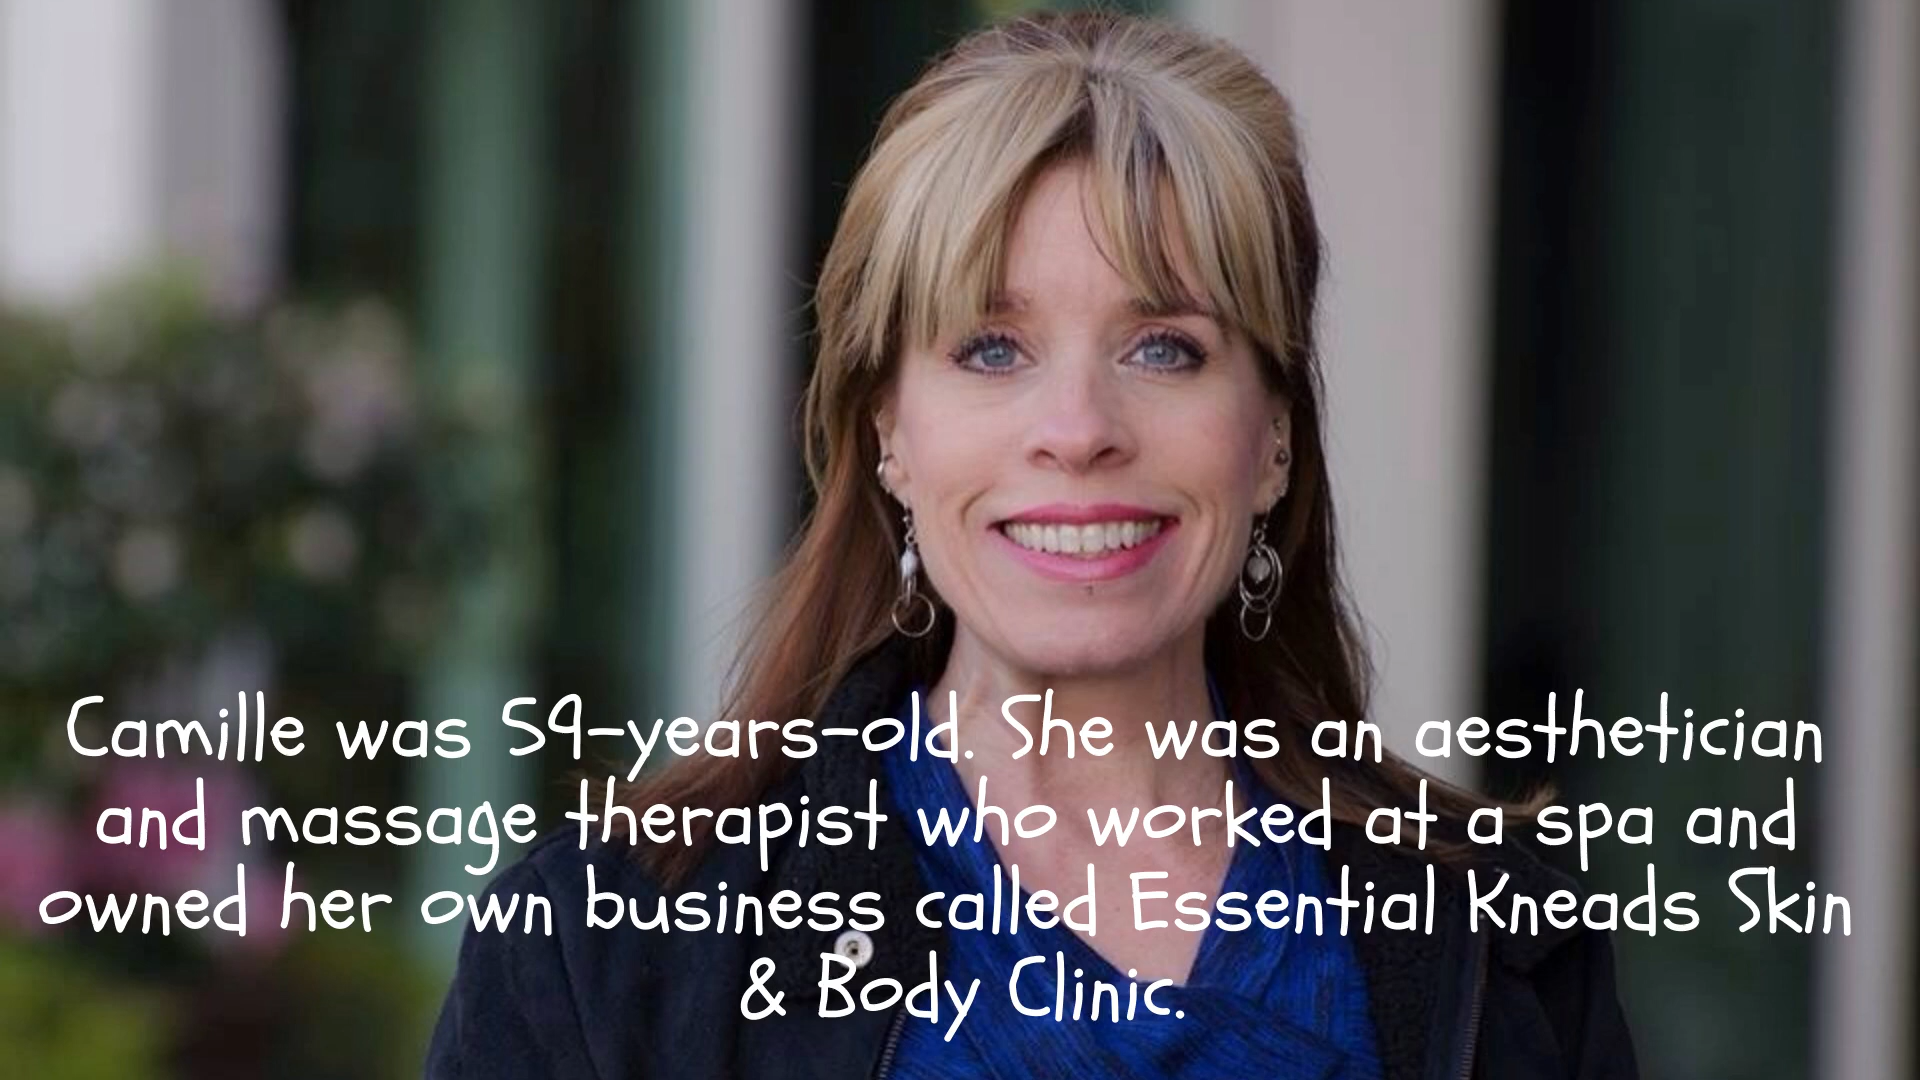 Camille was 59-years-old. She was an aesthetician
and massage therapist who worked at a spa and
owned her own business called Essential Kneads Skin
& Body Clinic.